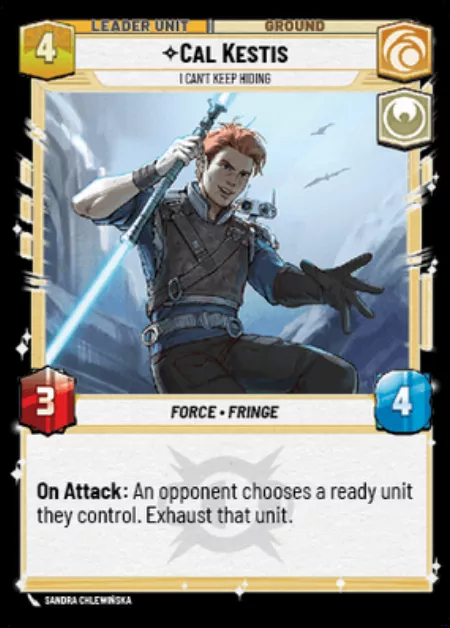 4
LEADER UNIT
GROUND
CAL KESTIS
I CAN'T KEEP HIDING
3
FORCE • FRINGE
4
On Attack: An opponent chooses a ready unit
they control. Exhaust that unit.
SANDRA CHLEWIŃSKA